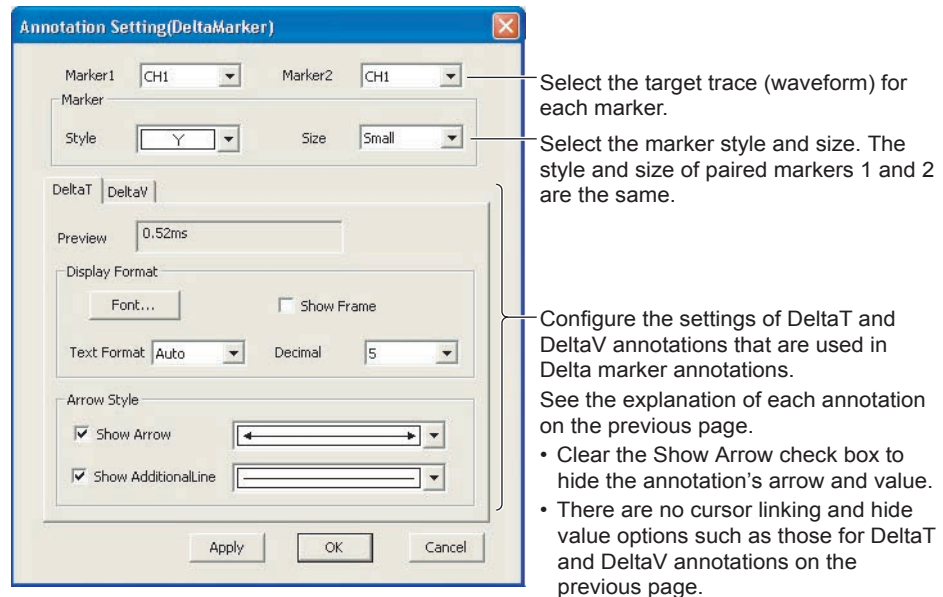 Annotation Setting(DeltaMarker)
Marker1 CH1 Marker2 CH1
Marker
Style Y Size Small
DeltaT DeltaV
Preview 0.52ms
Display Format
Font... Show Frame
Text Format Auto Decimal 5
Arrow Style
Show Arrow
Show AdditionalLine
Apply OK Cancel
Select the target trace (waveform) for
each marker.
Select the marker style and size. The
style and size of paired markers 1 and 2
are the same.
Configure the settings of DeltaT and
DeltaV annotations that are used in
Delta marker annotations.
See the explanation of each annotation
on the previous page.
• Clear the Show Arrow check box to
hide the annotation's arrow and value.
• There are no cursor linking and hide
value options such as those for DeltaT
and DeltaV annotations on the
previous page.